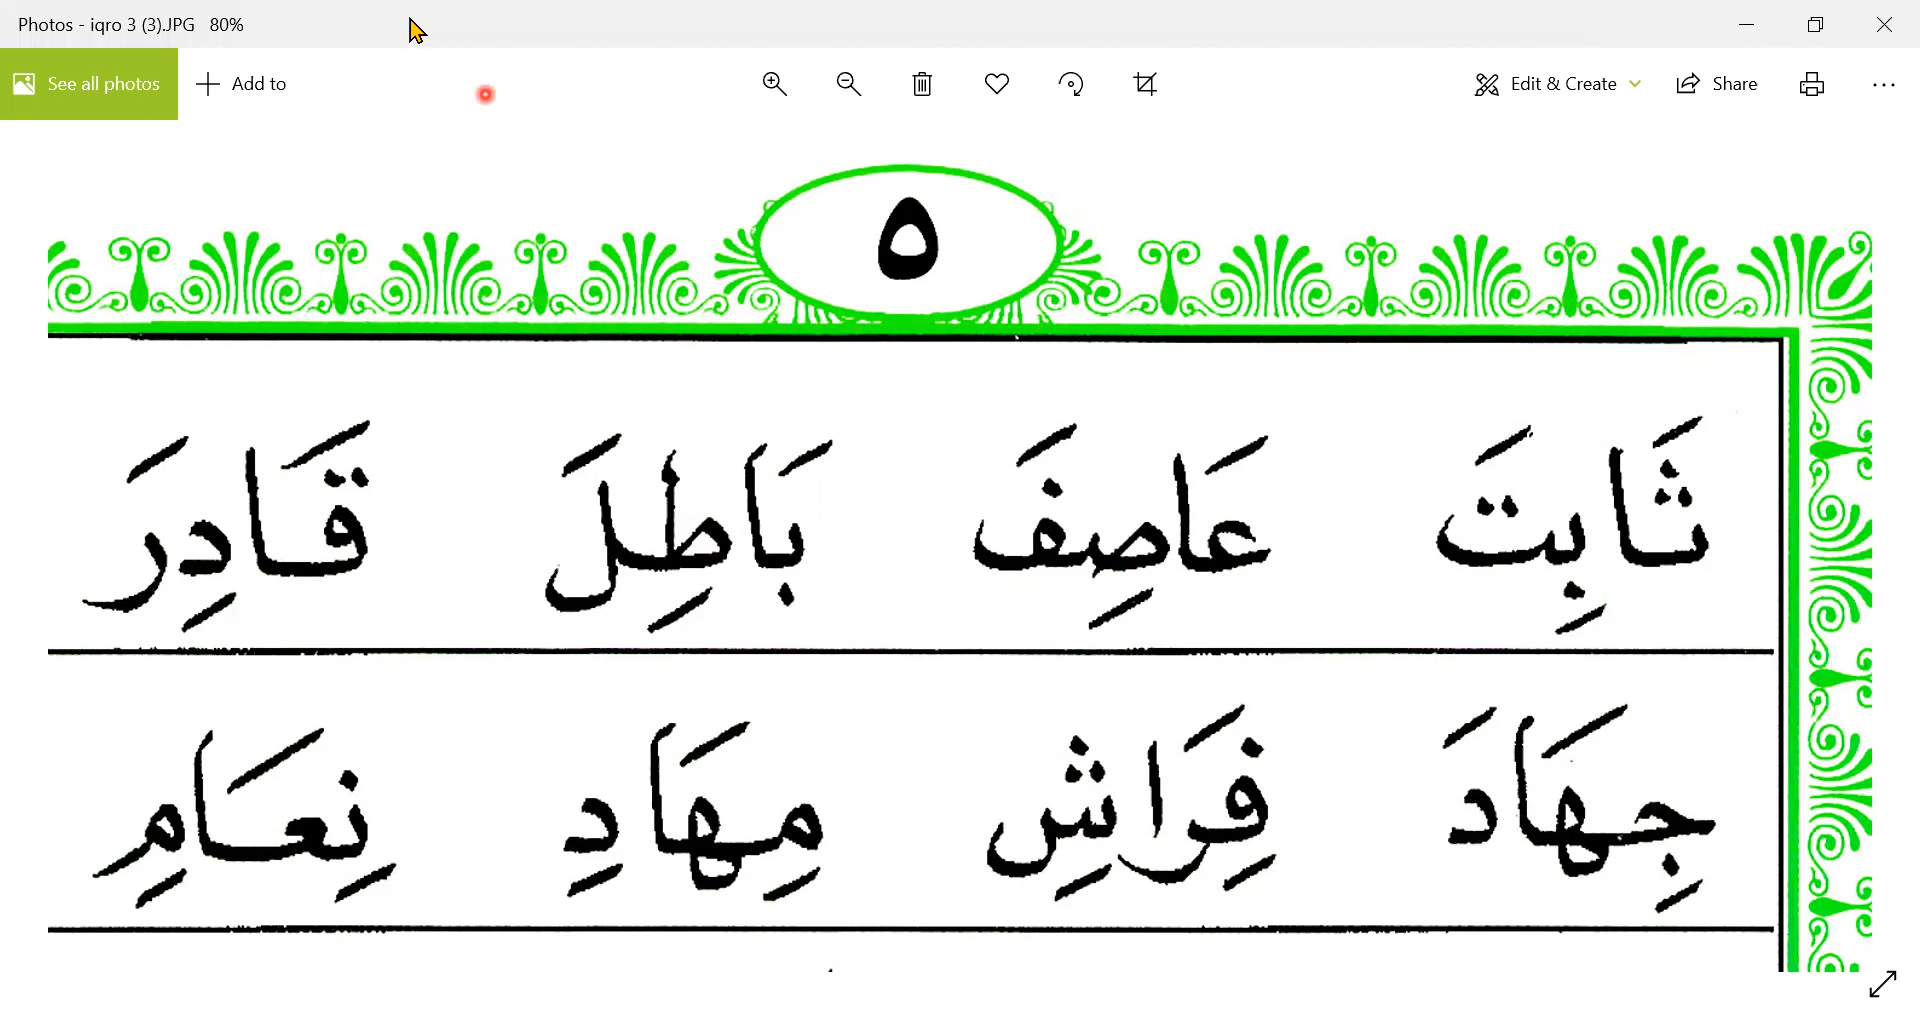 Photos - iqro 3 (3).JPG 80%
See all photos Add to Edit & Create Share
٥
ثَابِتَ عَاصِفَ بَاطِلَ قَادِرَ
جِهَادَ فِرَاشِ مِهَادِ نِعَامِ